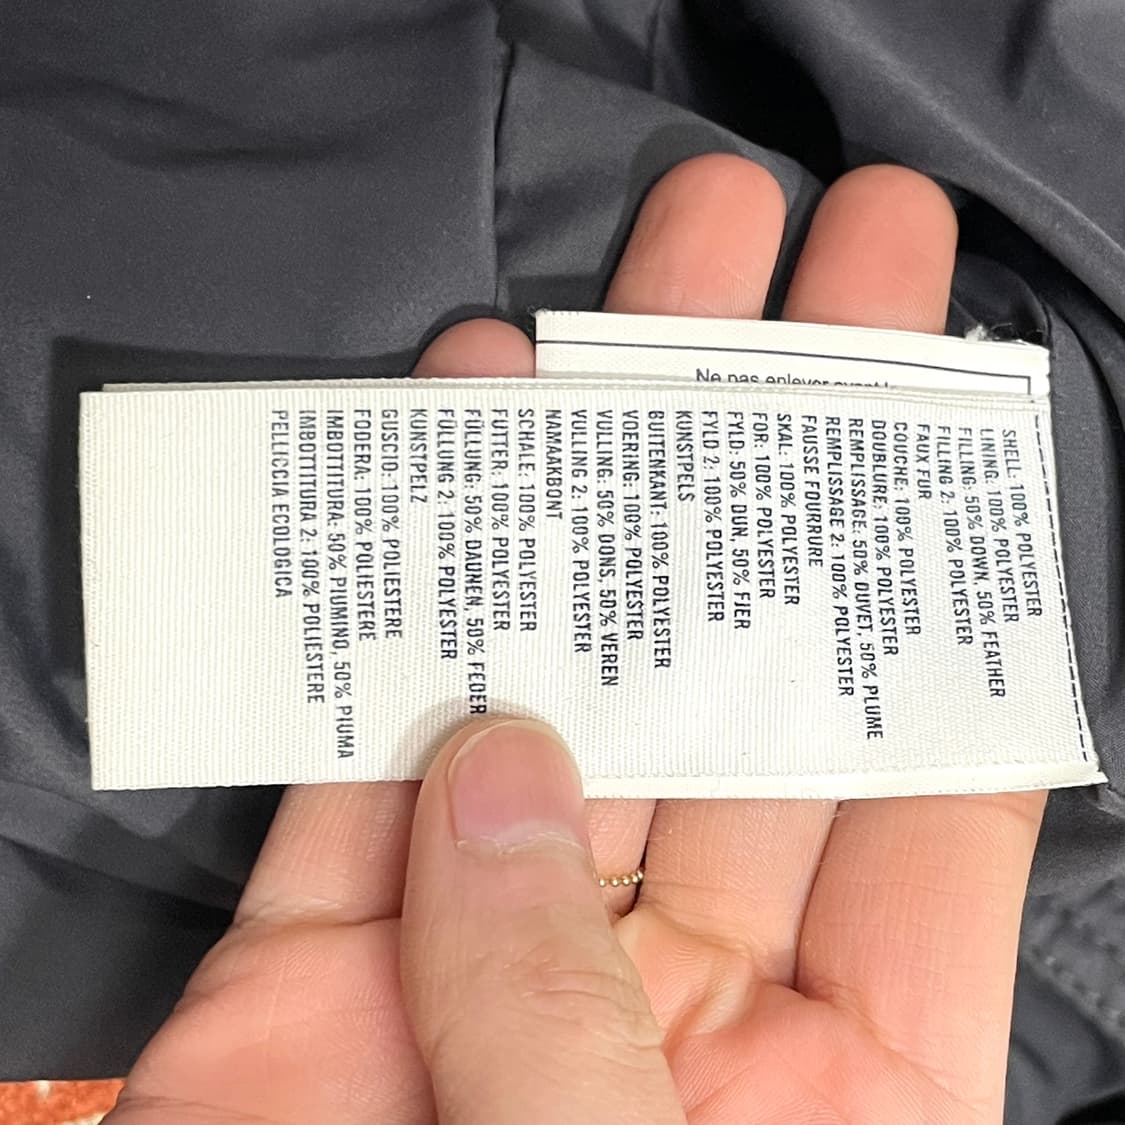 Ne pas enlever avant l
SHELL: 100% POLYESTER
LINING: 100% POLYESTER
FILLING: 50% DOWN, 50% FEATHER
FILLING 2: 100% POLYESTER
FAUX FUR
COUCHE: 100% POLYESTER
DOUBLURE: 100% POLYESTER
REMPLISSAGE: 50% DUVET, 50% PLUME
REMPLISSAGE 2: 100% POLYESTER
FAUSSE FOURRURE
SKAL: 100% POLYESTER
FOR: 100% POLYESTER
FYLD: 50% DUN, 50% FJER
FYLD 2: 100% POLYESTER
KUNSTPELS
BUITENKANT: 100% POLYESTER
VOERING: 100% POLYESTER
VULLING: 50% DONS, 50% VEREN
VULLING 2: 100% POLYESTER
NAMAAKBONT
SCHALE: 100% POLYESTER
FUTTER: 100% POLYESTER
FÜLLUNG: 50% DAUNEN, 50% FEDER
FÜLLUNG 2: 100% POLYESTER
KUNSTPELZ
GUSCIO: 100% POLIESTERE
FODERA: 100% POLIESTERE
IMBOTTITURA: 50% PIUMINO, 50% PIUMA
IMBOTTITURA 2: 100% POLIESTERE
PELLICCIA ECOLOGICA